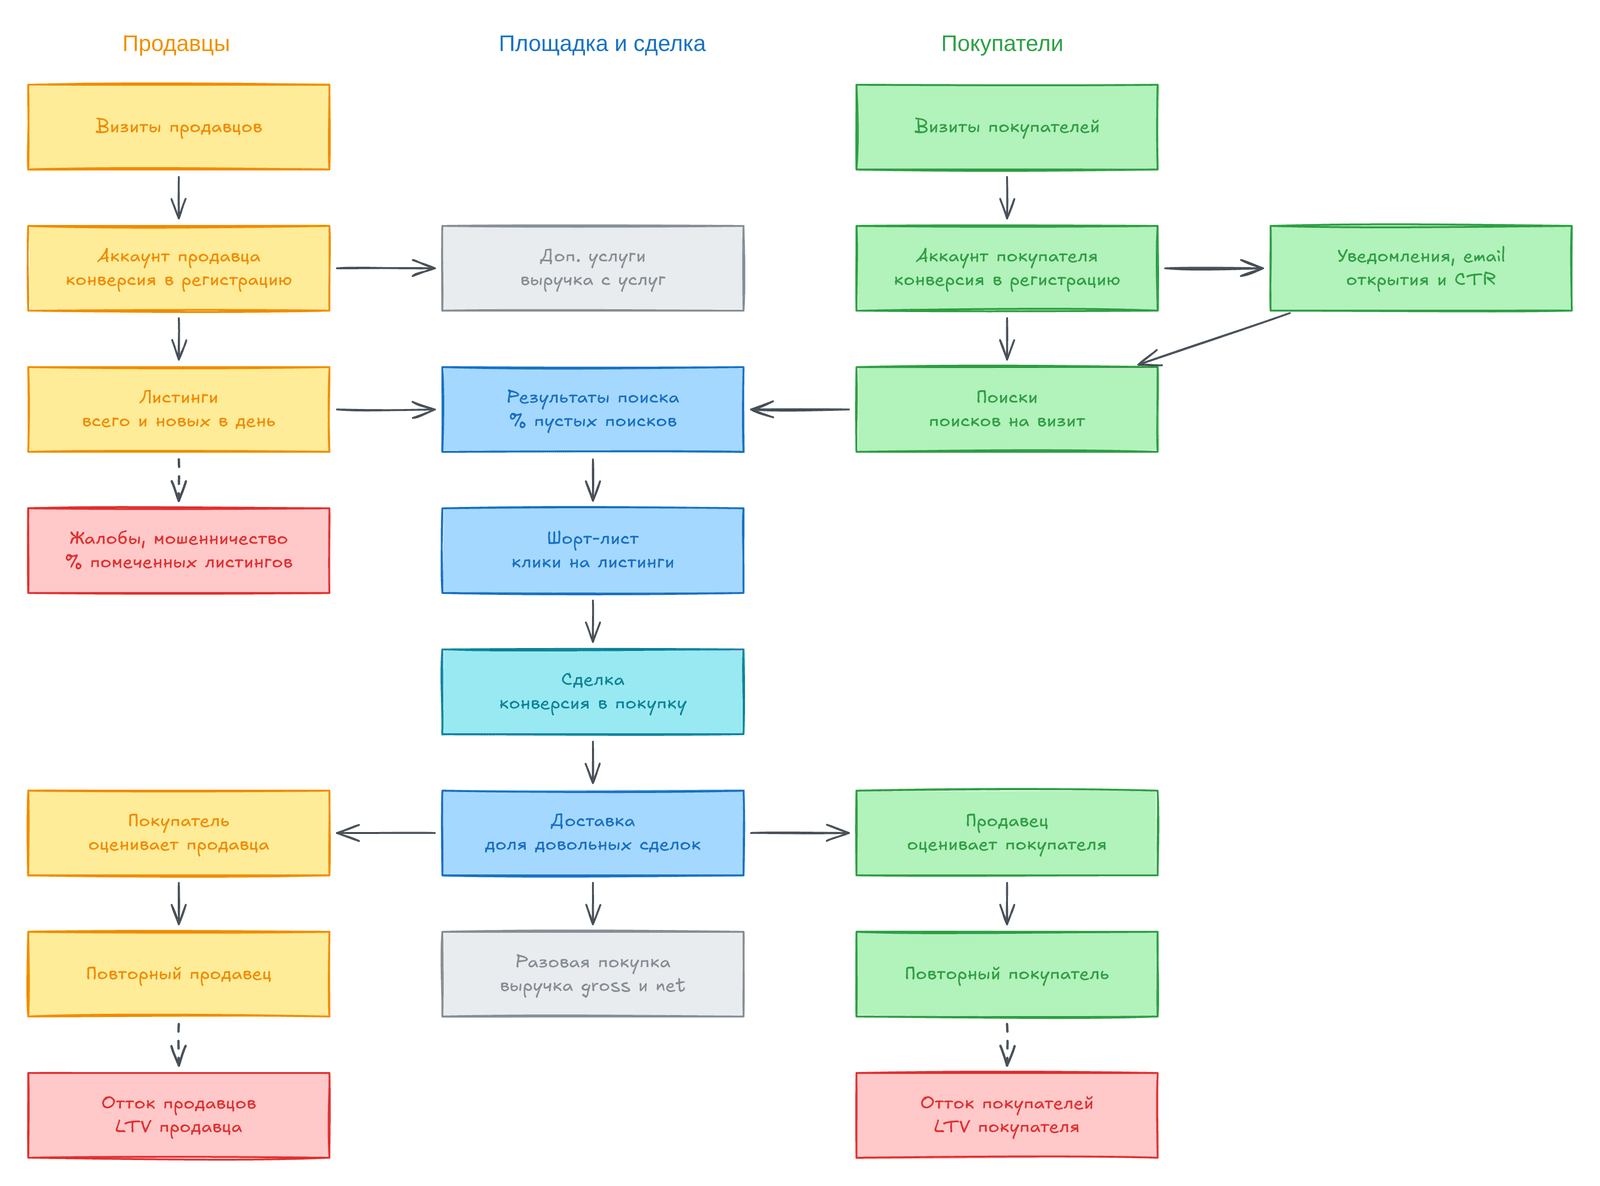 Продавцы
Площадка и сделка
Покупатели
Визиты продавцов
Визиты покупателей
Аккаунт продавца
конверсия в регистрацию
Доп. услуги
выручка с услуг
Аккаунт покупателя
конверсия в регистрацию
Уведомления, email
открытия и CTR
Листинги
всего и новых в день
Результаты поиска
% пустых поисков
Поиски
поисков на визит
Жалобы, мошенничество
% помеченных листингов
Шорт-лист
клики на листинги
Сделка
конверсия в покупку
Покупатель
оценивает продавца
Доставка
доля довольных сделок
Продавец
оценивает покупателя
Повторный продавец
Разовая покупка
выручка gross и net
Повторный покупатель
Отток продавцов
LTV продавца
Отток покупателей
LTV покупателя